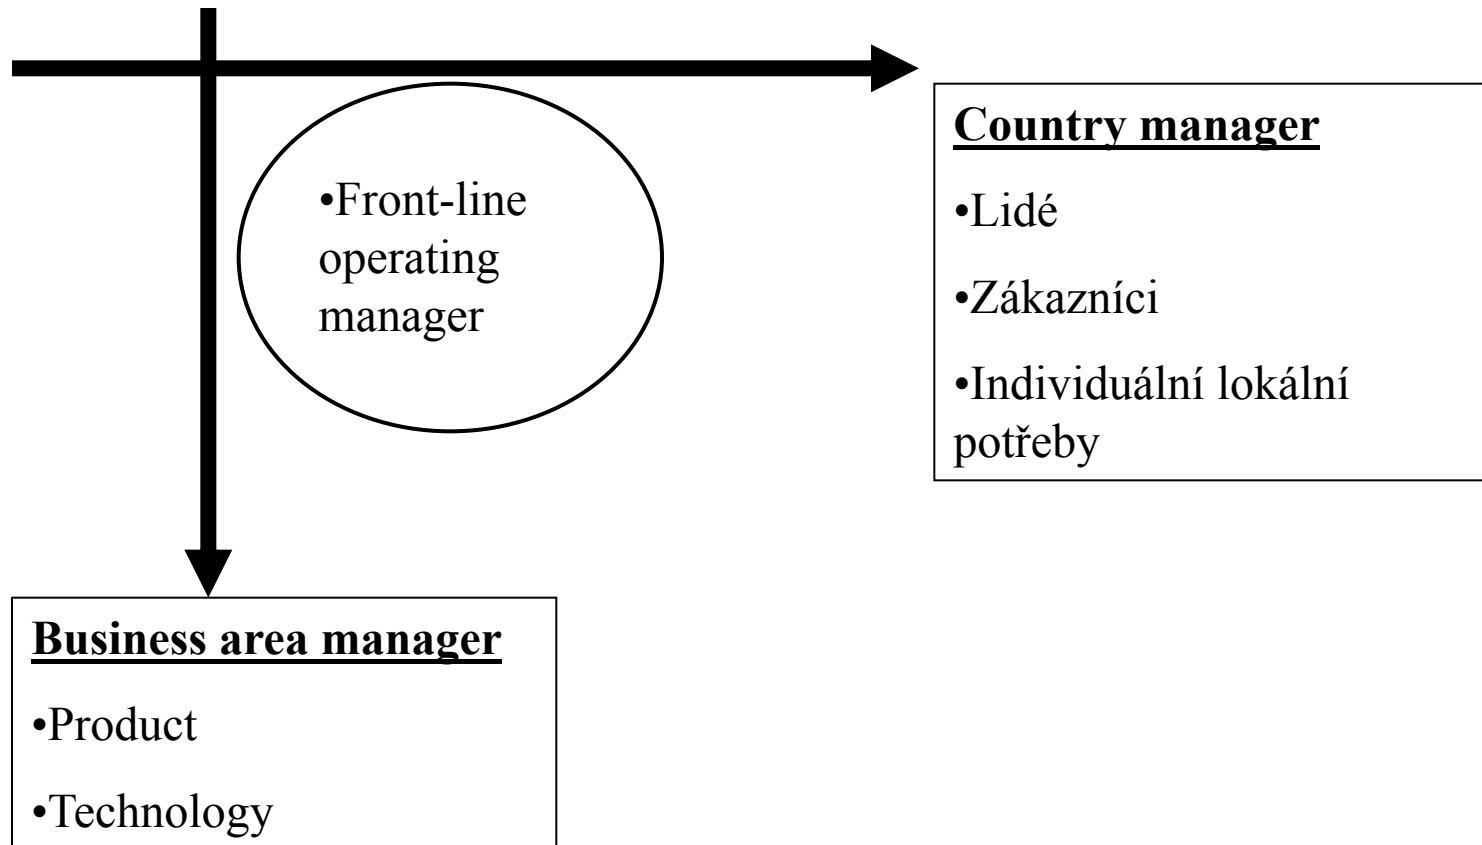 •Front-line
operating
manager
Country manager
•Lidé
•Zákazníci
•Individuální lokální
potřeby
Business area manager
•Product
•Technology